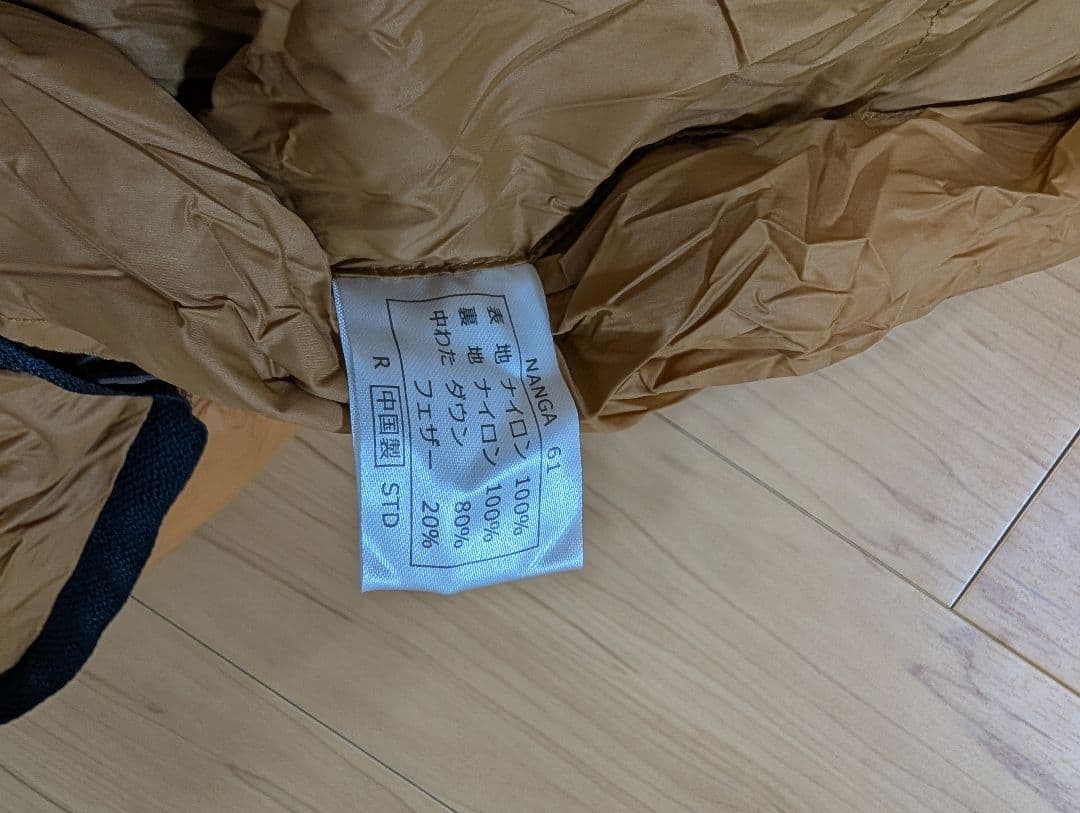 NANGA 61
表 地 ナイロン 100%
裏 地 ナイロン 100%
中わた ダウン 80%
フェザー 20%
R 中国製 STD